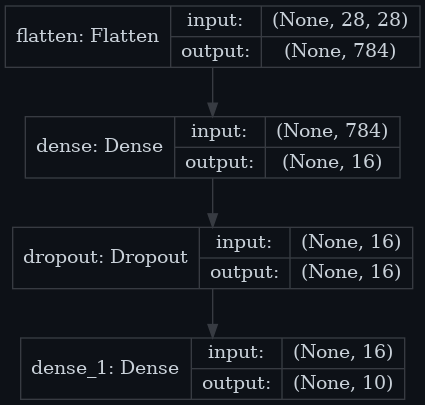 flatten: Flatten
input: (None, 28, 28)
output: (None, 784)
dense: Dense
input: (None, 784)
output: (None, 16)
dropout: Dropout
input: (None, 16)
output: (None, 16)
dense_1: Dense
input: (None, 16)
output: (None, 10)